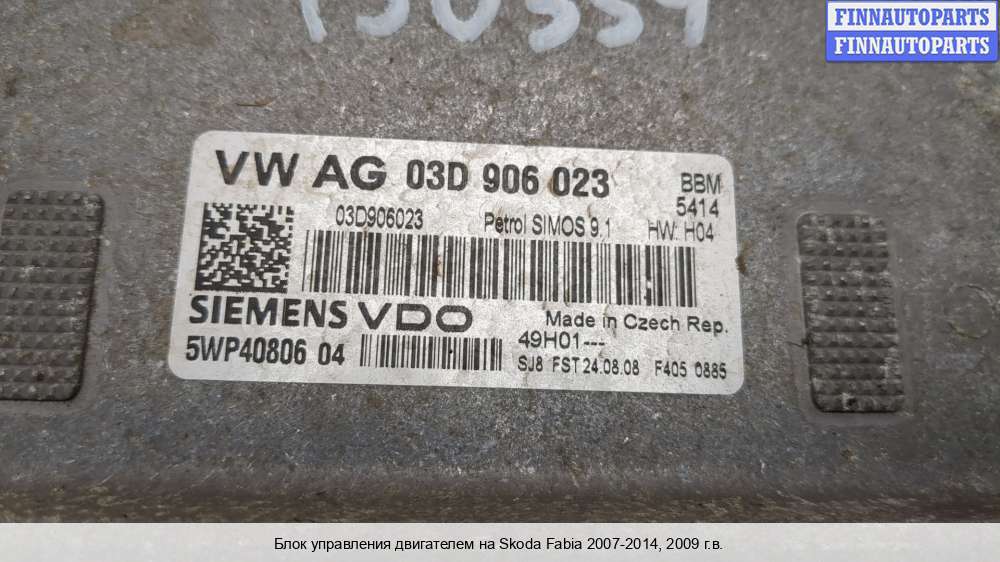 FINNAUTOPARTS
FINNAUTOPARTS
VW AG 03D 906 023 BBM
5414
03D906023 Petrol SIMOS 9.1 HW: H04
SIEMENS VDO
Made in Czech Rep.
5WP40806 04
49H01---
SJ8 FST 24.08.08 F405 0885
Блок управления двигателем на Skoda Fabia 2007-2014, 2009 г.в.